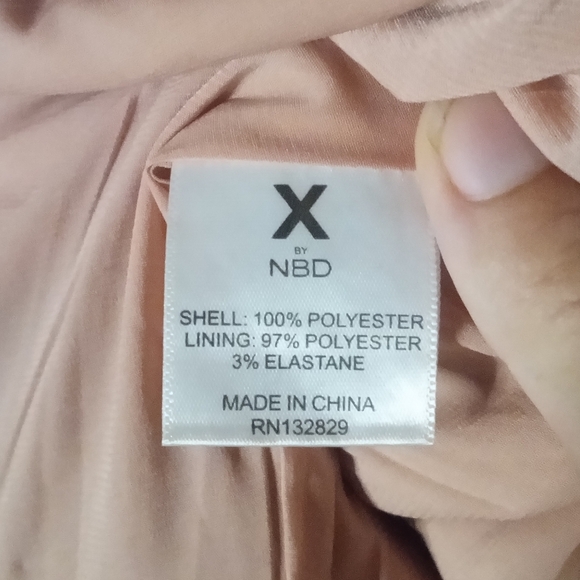 X
BY
NBD
SHELL: 100% POLYESTER
LINING: 97% POLYESTER
3% ELASTANE
MADE IN CHINA
RN132829